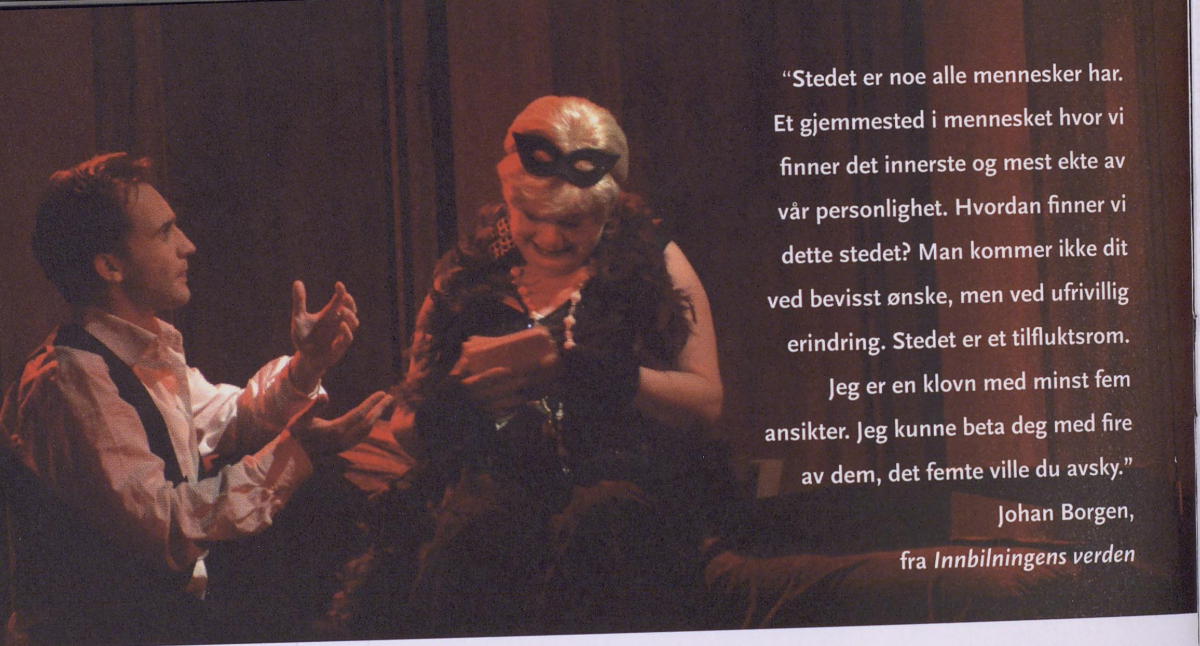 “Stedet er noe alle mennesker har.
Et gjemmested i mennesket hvor vi
finner det innerste og mest ekte av
vår personlighet. Hvordan finner vi
dette stedet? Man kommer ikke dit
ved bevisst ønske, men ved ufrivillig
erindring. Stedet er et tilfluktsrom.
Jeg er en klovn med minst fem
ansikter. Jeg kunne beta deg med fire
av dem, det femte ville du avsky.”
Johan Borgen,
fra Innbilningens verden